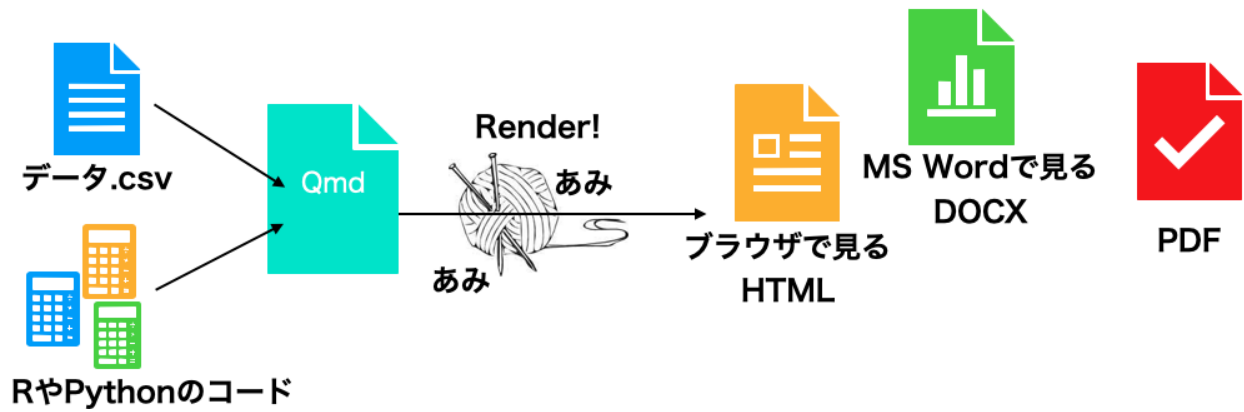 データ.csv
RやPythonのコード
Qmd
Render!
あみ
あみ
ブラウザで見る
HTML
MS Wordで見る
DOCX
PDF